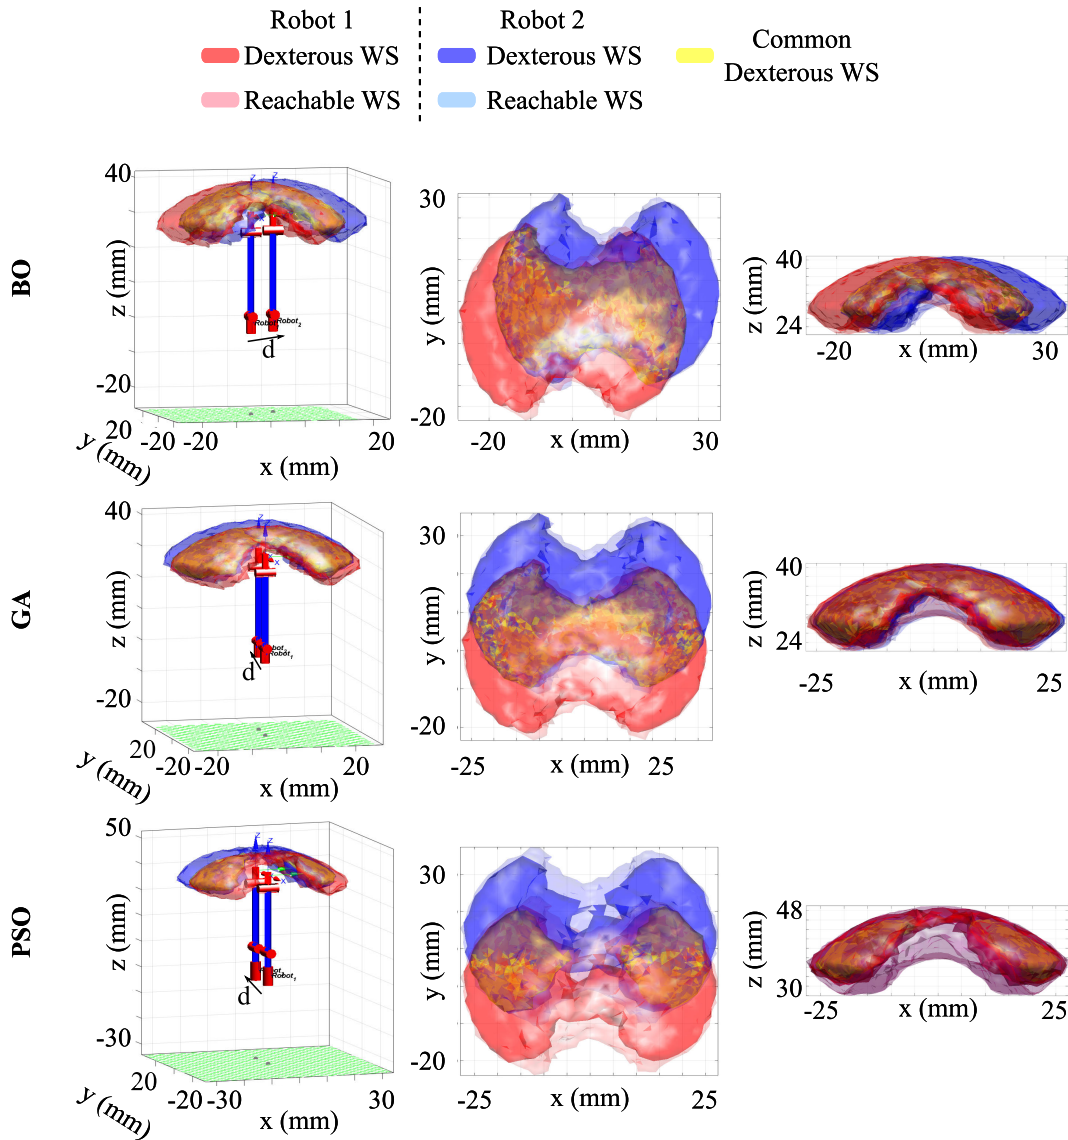 Robot 1
Robot 2
Dexterous WS
Dexterous WS
Common
Dexterous WS
Reachable WS
Reachable WS
BO
40
z (mm)
-20
d
y (mm)
20
-20
-20
20
x (mm)
30
y (mm)
-20
-20
30
x (mm)
40
z (mm)
24
-20
30
x (mm)
GA
40
z (mm)
-20
d
y (mm)
20
-20
-20
20
x (mm)
30
y (mm)
-20
-25
25
x (mm)
40
z (mm)
24
-25
25
x (mm)
PSO
50
z (mm)
-30
d
y (mm)
20
-20
-30
30
x (mm)
30
y (mm)
-20
-25
25
x (mm)
48
z (mm)
30
-25
25
x (mm)